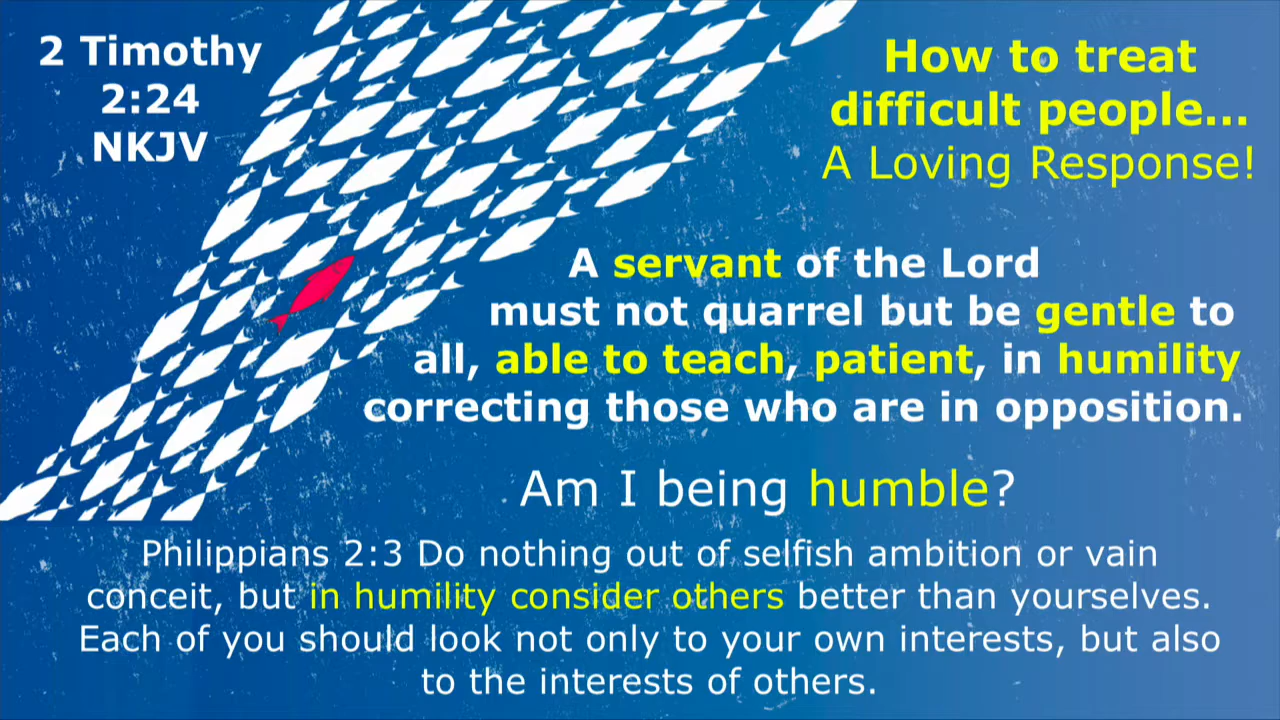 2 Timothy
2:24
NKJV
How to treat
difficult people...
A Loving Response!
A servant of the Lord
must not quarrel but be gentle to
all, able to teach, patient, in humility
correcting those who are in opposition.
Am I being humble?
Philippians 2:3 Do nothing out of selfish ambition or vain
conceit, but in humility consider others better than yourselves.
Each of you should look not only to your own interests, but also
to the interests of others.